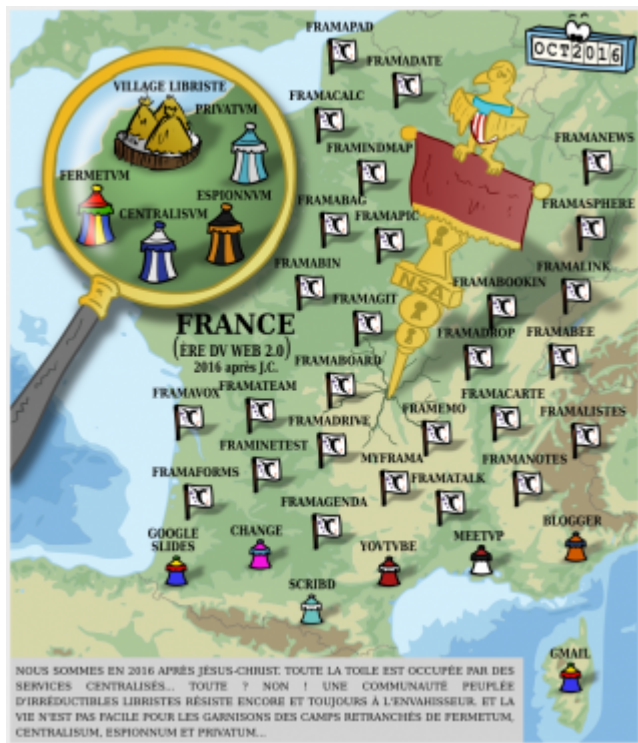 FRAMAPAD
OCT2016
FRAMADATE
VILLAGE LIBRISTE
FRAMACALC
PRIVATVM
FRAMINDMAP
FRAMANEWS
FERMETVM
ESPIONNVM
FRAMABAG
CENTRALISVM
FRAMAPIC
FRAMASPHERE
FRAMABIN
NSA
FRAMALINK
FRAMABOOKIN
FRAMAGIT
FRANCE
(ÈRE DV WEB 2.0)
2016 après J.C.
FRAMADROP
FRAMABEE
FRAMABOARD
FRAMAVOX
FRAMATEAM
FRAMACARTE
FRAMEMO
FRAMALISTES
FRAMADRIVE
FRAMINETEST
MYFRAMA
FRAMANOTES
FRAMAFORMS
FRAMATALK
FRAMAGENDA
BLOGGER
GOOGLE
SLIDES
CHANGE
MEETVP
YOVTVBE
SCRIBD
GMAIL
NOUS SOMMES EN 2016 APRÈS JÉSUS-CHRIST. TOUTE LA TOILE EST OCCUPÉE PAR DES
SERVICES CENTRALISÉS... TOUTE ? NON ! UNE COMMUNAUTÉ PEUPLÉE
D'IRRÉDUCTIBLES LIBRISTES RÉSISTE ENCORE ET TOUJOURS À L'ENVAHISSEUR. ET LA
VIE N'EST PAS FACILE POUR LES GARNISONS DES CAMPS RETRANCHÉS DE FERMETUM,
CENTRALISUM, ESPIONNUM ET PRIVATUM...